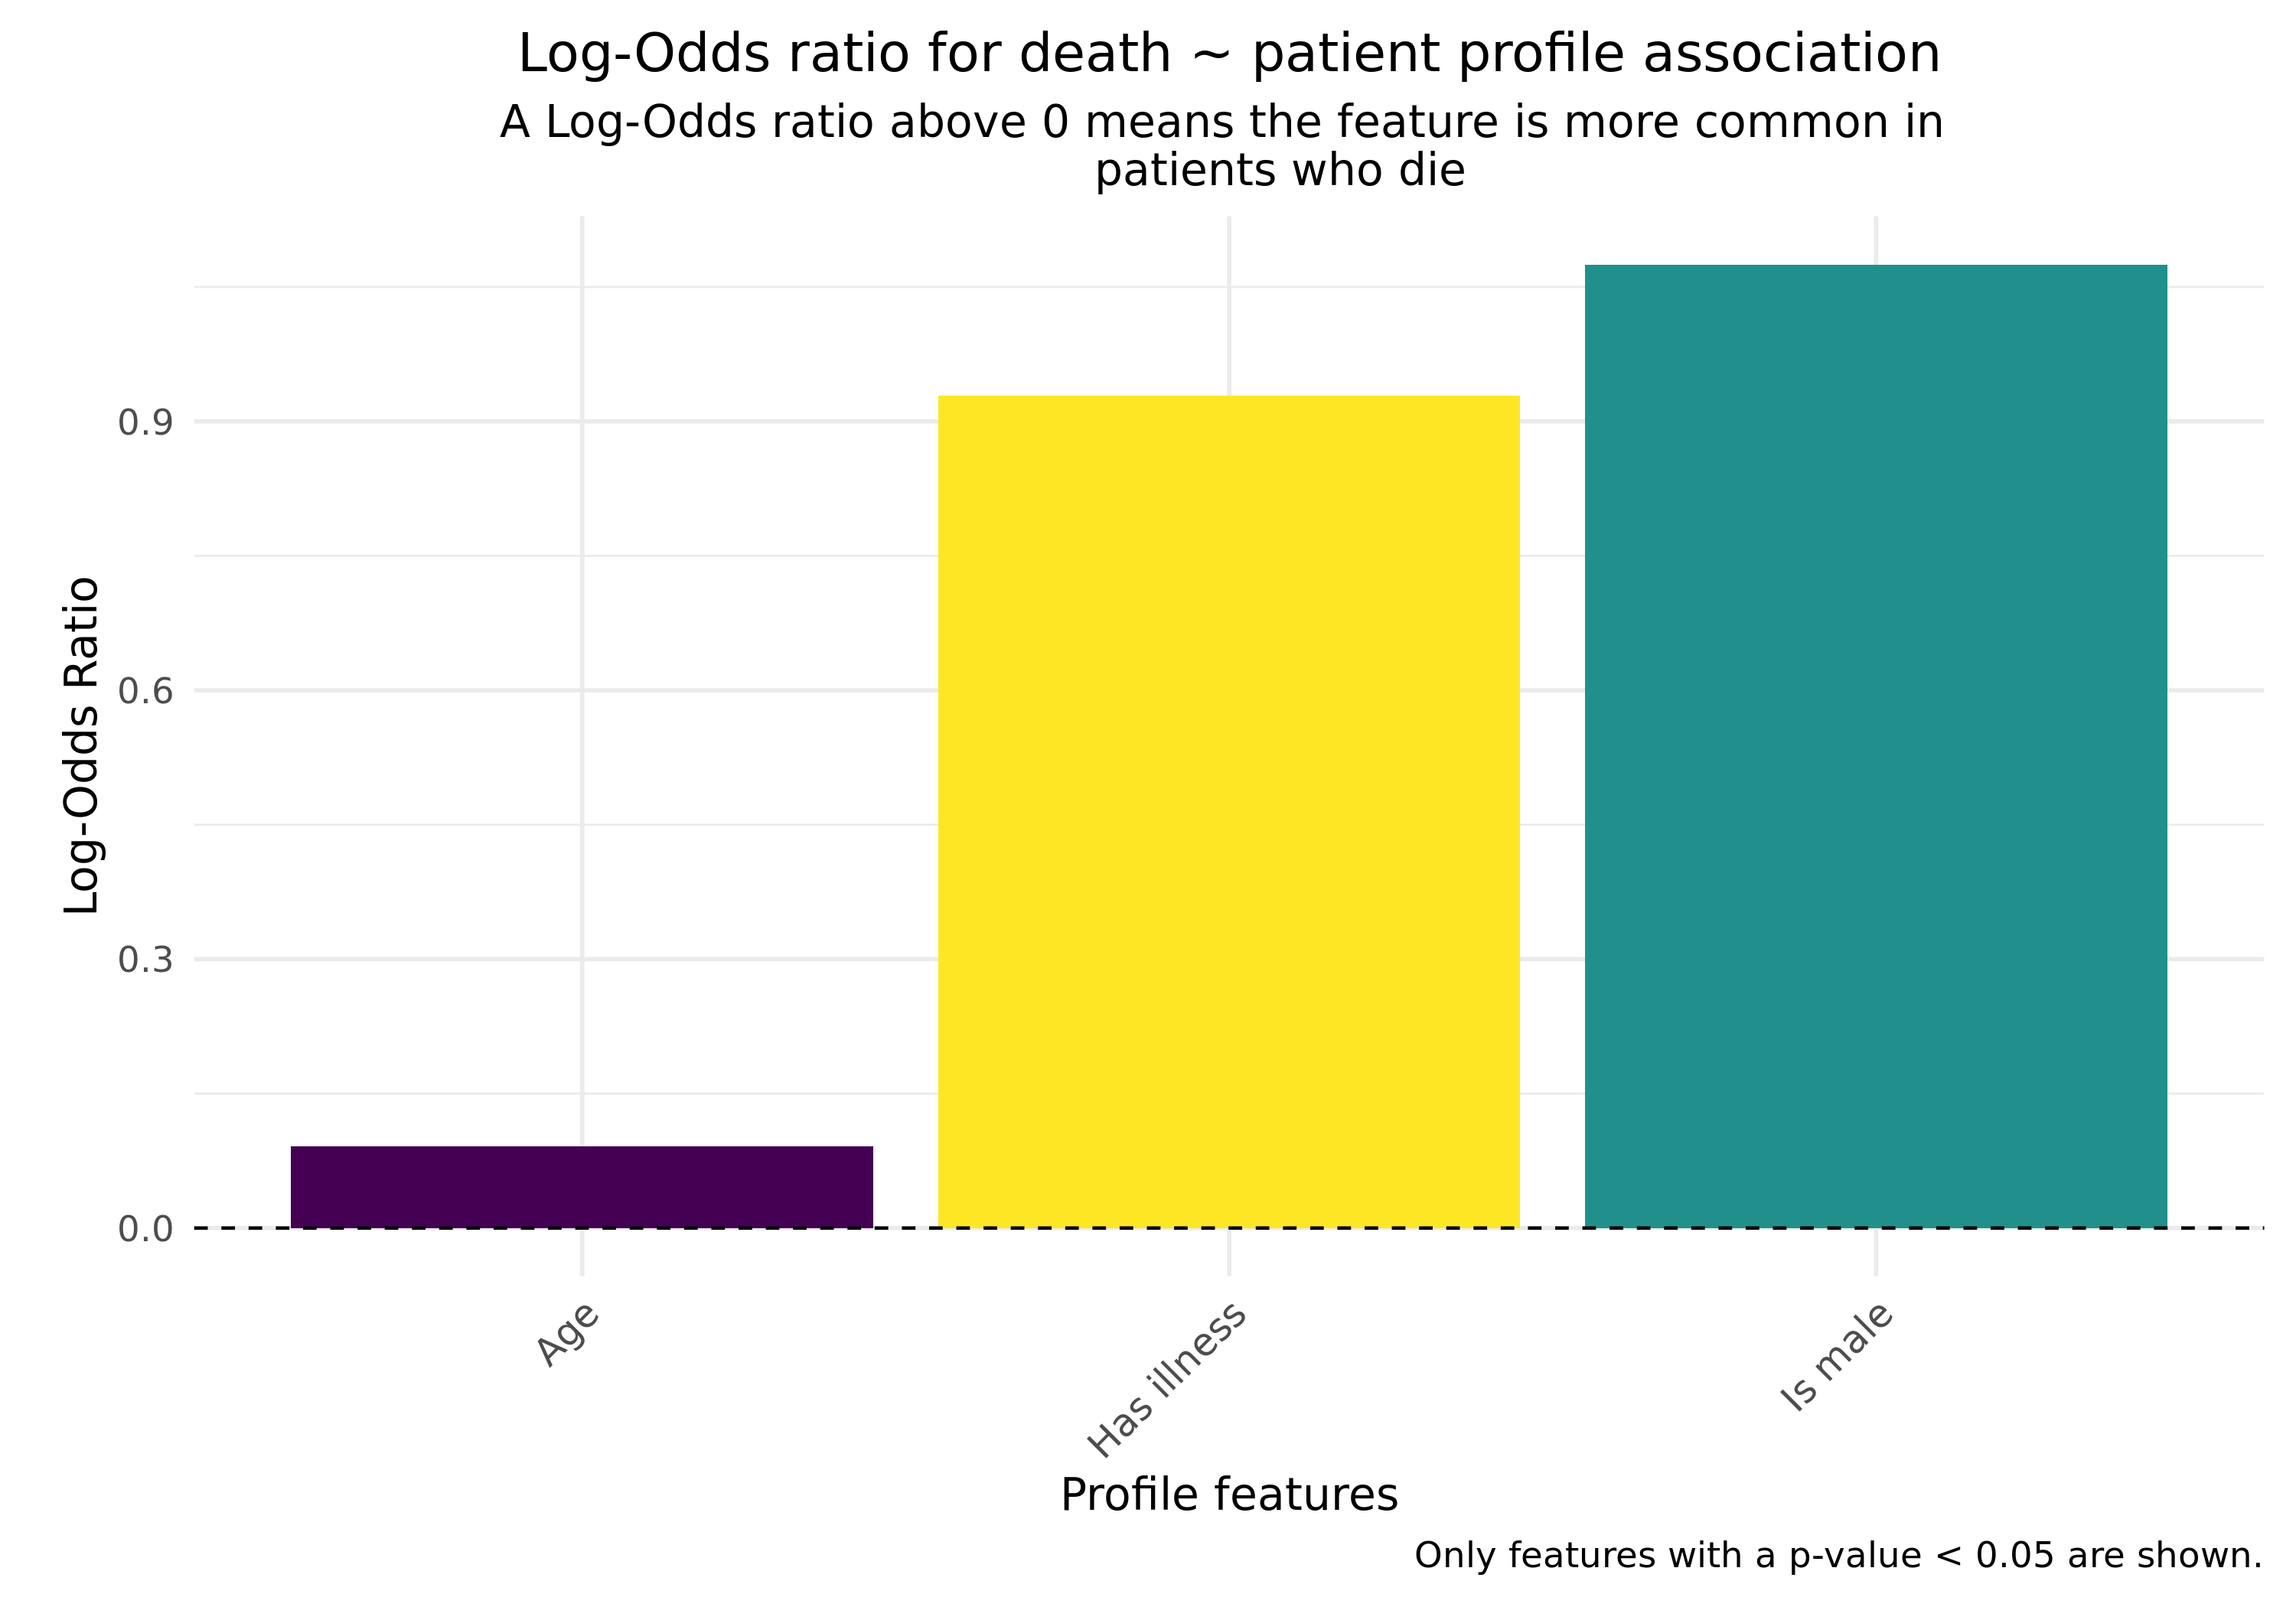 Log-Odds ratio for death ~ patient profile association
A Log-Odds ratio above 0 means the feature is more common in
patients who die
Log-Odds Ratio
0.9
0.6
0.3
0.0
Age
Has illness
Is male
Profile features
Only features with a p-value < 0.05 are shown.